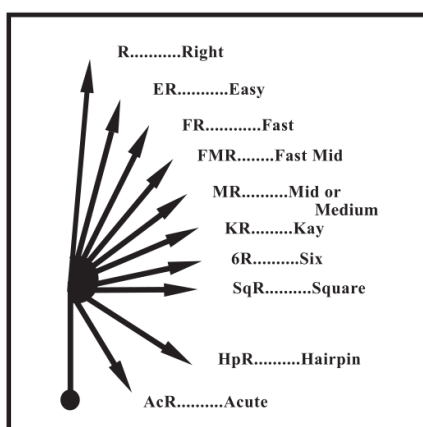 R...........Right
ER...........Easy
FR............Fast
FMR........Fast Mid
MR..........Mid or
Medium
KR.........Kay
6R..........Six
SqR..........Square
HpR..........Hairpin
AcR..........Acute